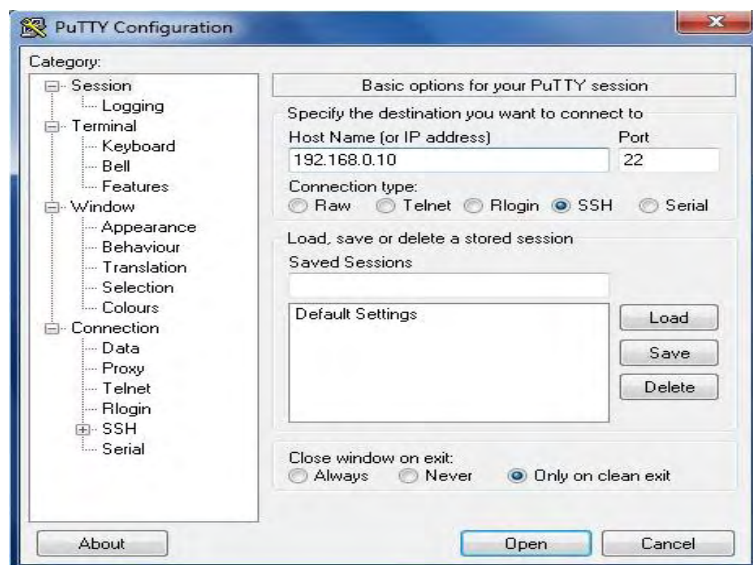 PuTTY Configuration
Category:
Session
Logging
Terminal
Keyboard
Bell
Features
Window
Appearance
Behaviour
Translation
Selection
Colours
Connection
Data
Proxy
Telnet
Rlogin
SSH
Serial
Basic options for your PuTTY session
Specify the destination you want to connect to
Host Name (or IP address) Port
192.168.0.10 22
Connection type:
Raw Telnet Rlogin SSH Serial
Load, save or delete a stored session
Saved Sessions
Default Settings
Load
Save
Delete
Close window on exit:
Always Never Only on clean exit
About Open Cancel